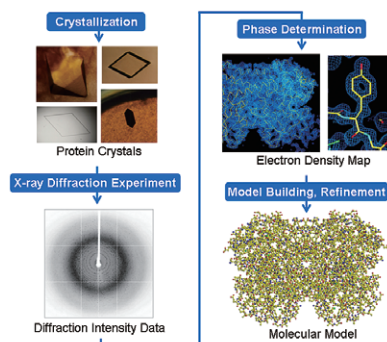 Crystallization
Protein Crystals
X-ray Diffraction Experiment
Diffraction Intensity Data
Phase Determination
Electron Density Map
Model Building, Refinement
Molecular Model